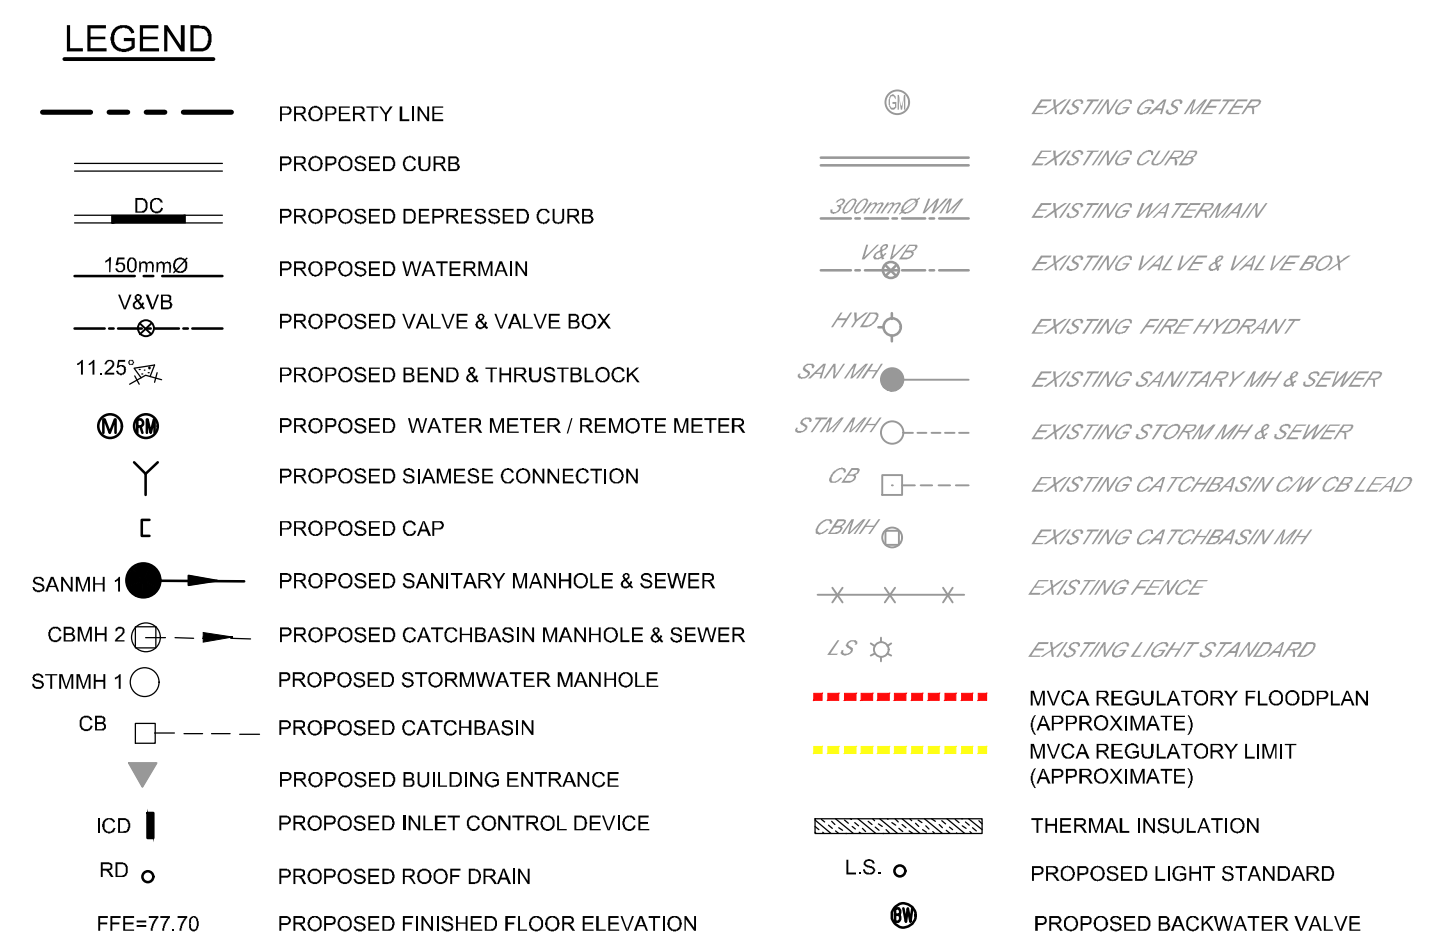 LEGEND
PROPERTY LINE
PROPOSED CURB
DC
PROPOSED DEPRESSED CURB
150mmØ
PROPOSED WATERMAIN
V&VB
PROPOSED VALVE & VALVE BOX
11.25°
PROPOSED BEND & THRUSTBLOCK
M RM
PROPOSED WATER METER / REMOTE METER
PROPOSED SIAMESE CONNECTION
PROPOSED CAP
SANMH 1
PROPOSED SANITARY MANHOLE & SEWER
CBMH 2
PROPOSED CATCHBASIN MANHOLE & SEWER
STMMH 1
PROPOSED STORMWATER MANHOLE
CB
PROPOSED CATCHBASIN
PROPOSED BUILDING ENTRANCE
ICD
PROPOSED INLET CONTROL DEVICE
RD
PROPOSED ROOF DRAIN
FFE=77.70
PROPOSED FINISHED FLOOR ELEVATION
GM
EXISTING GAS METER
EXISTING CURB
300mmØ WM
EXISTING WATERMAIN
V&VB
EXISTING VALVE & VALVE BOX
HYD
EXISTING FIRE HYDRANT
SAN MH
EXISTING SANITARY MH & SEWER
STM MH
EXISTING STORM MH & SEWER
CB
EXISTING CATCHBASIN C/W CB LEAD
CBMH
EXISTING CATCHBASIN MH
EXISTING FENCE
LS
EXISTING LIGHT STANDARD
MVCA REGULATORY FLOODPLAN
(APPROXIMATE)
MVCA REGULATORY LIMIT
(APPROXIMATE)
THERMAL INSULATION
L.S.
PROPOSED LIGHT STANDARD
BW
PROPOSED BACKWATER VALVE